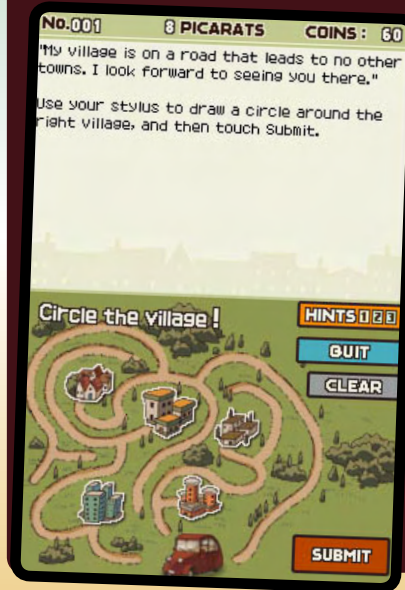 No.001 8 PICARATS COINS: 60
"My village is on a road that leads to no other
towns. I look forward to seeing you there."
Use your stylus to draw a circle around the
right village, and then touch Submit.
Circle the village!
HINTS 1 2 3
QUIT
CLEAR
SUBMIT